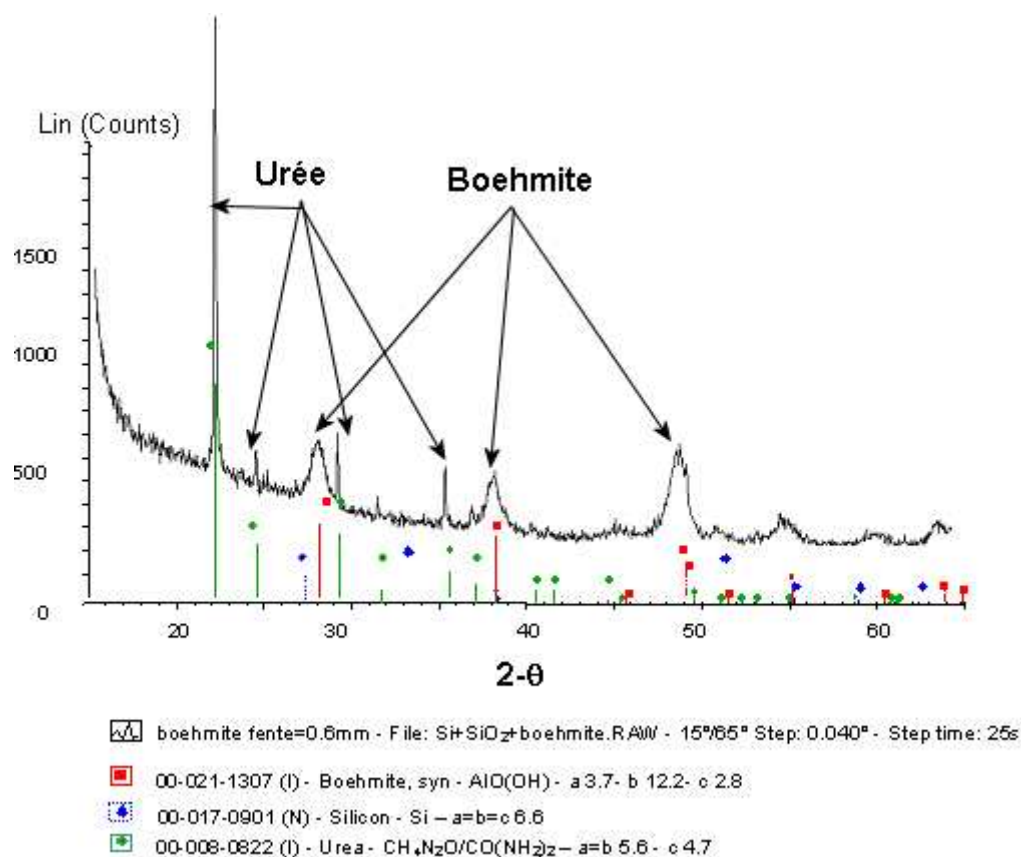 Lin (Counts)
Urée
Boehmite
1500
1000
500
0
20
30
40
50
60
2-θ
boehmite fente=0.6mm - File: Si+SiO₂+boehmite.RAW - 15°/65° Step: 0.040° - Step time: 25s
00-021-1307 (I) - Boehmite, syn - AlO(OH) - a 3.7- b 12.2- c 2.8
00-017-0901 (N) - Silicon - Si – a=b=c 6.6
00-008-0822 (I) - Urea - CH₄N₂O/CO(NH₂)₂ – a=b 5.6 - c 4.7